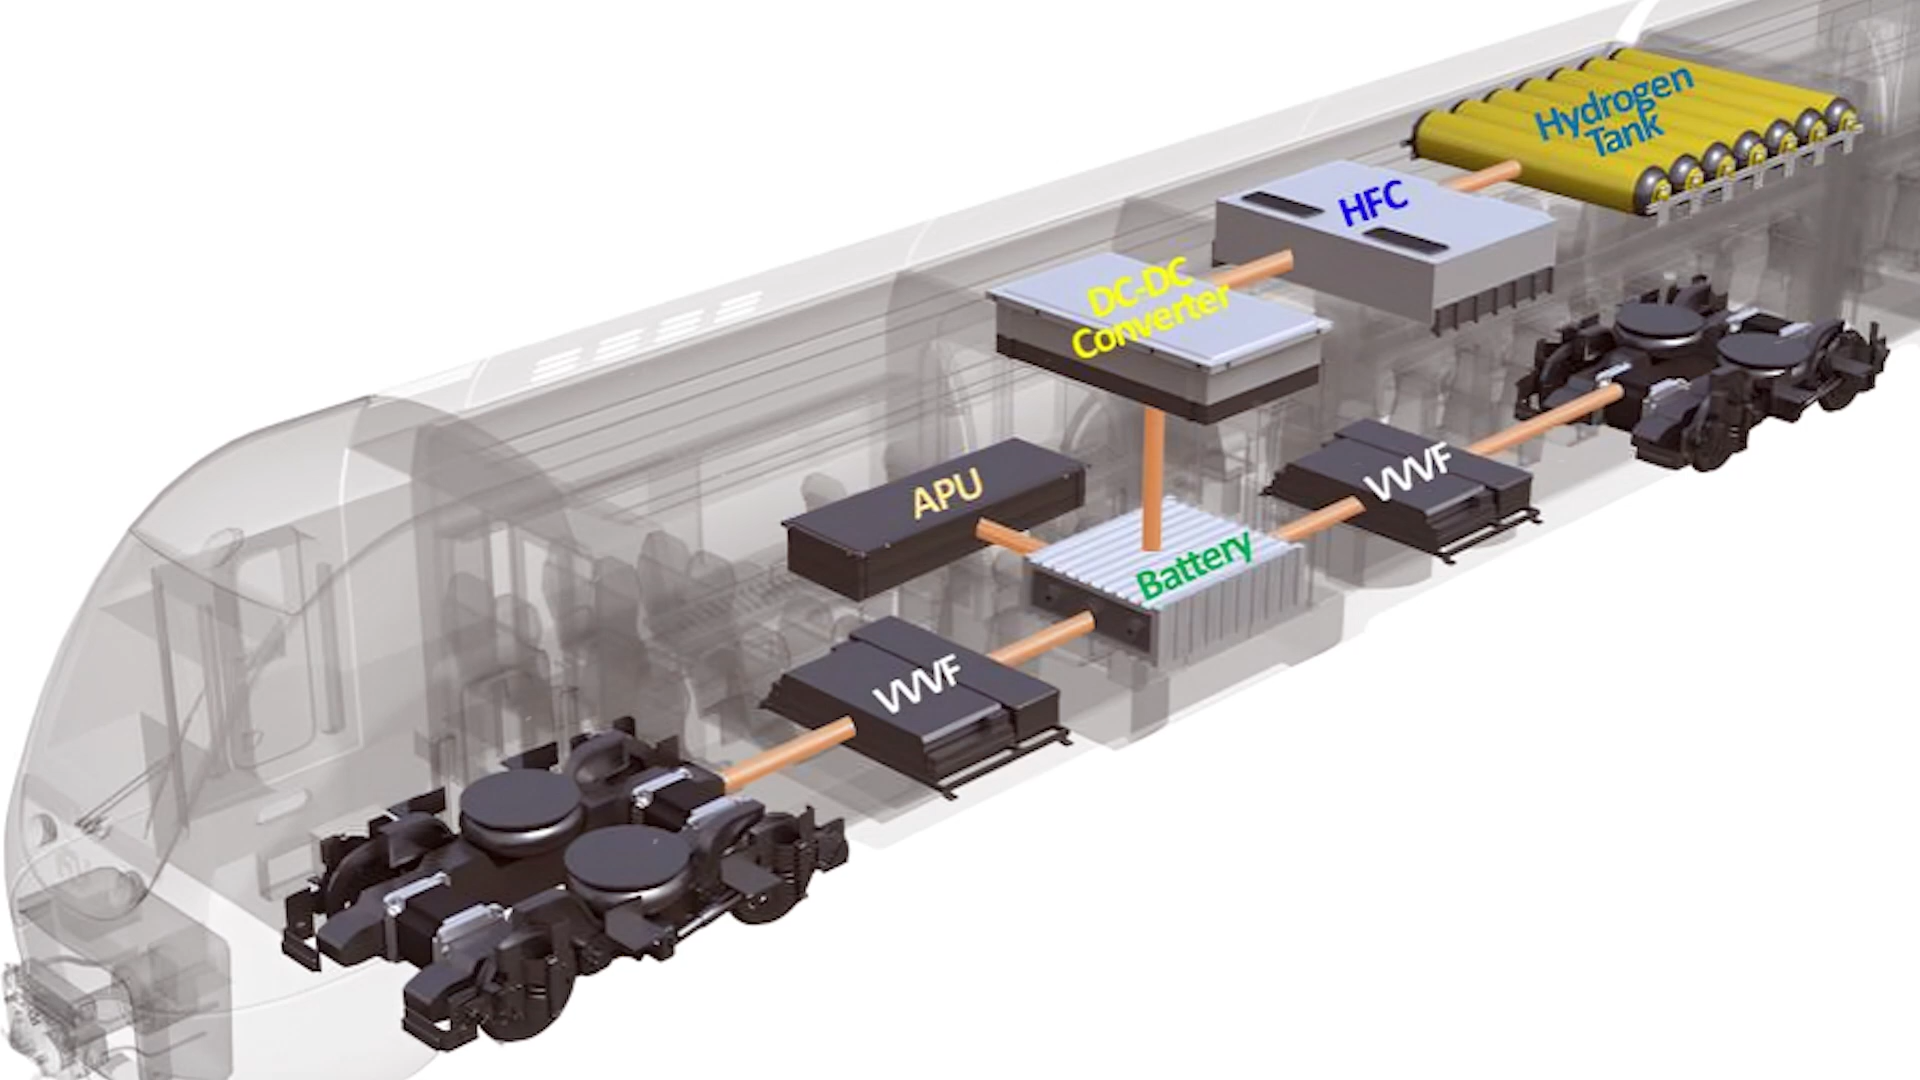 Hydrogen
Tank
HFC
DC-DC
Converter
APU
VVVF
Battery
VVVF